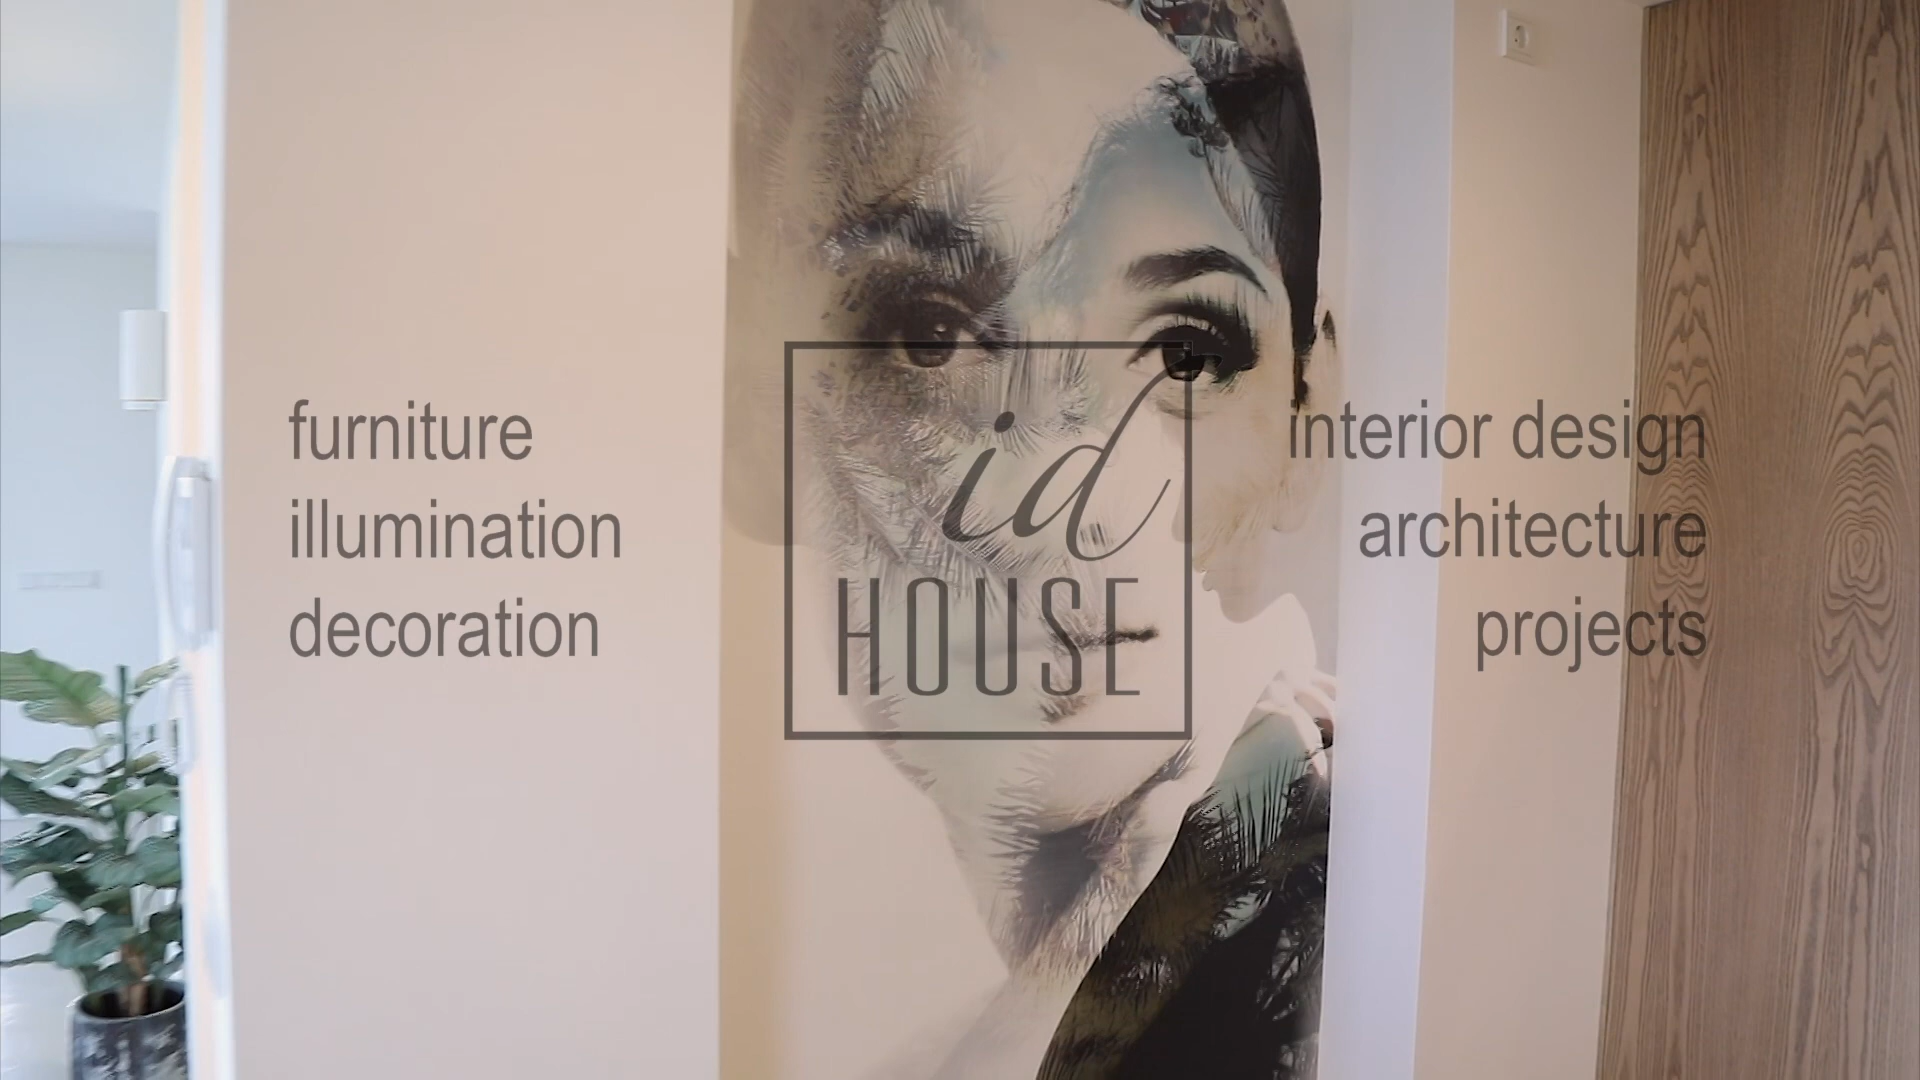 furniture
illumination
decoration
id
HOUSE
interior design
architecture
projects